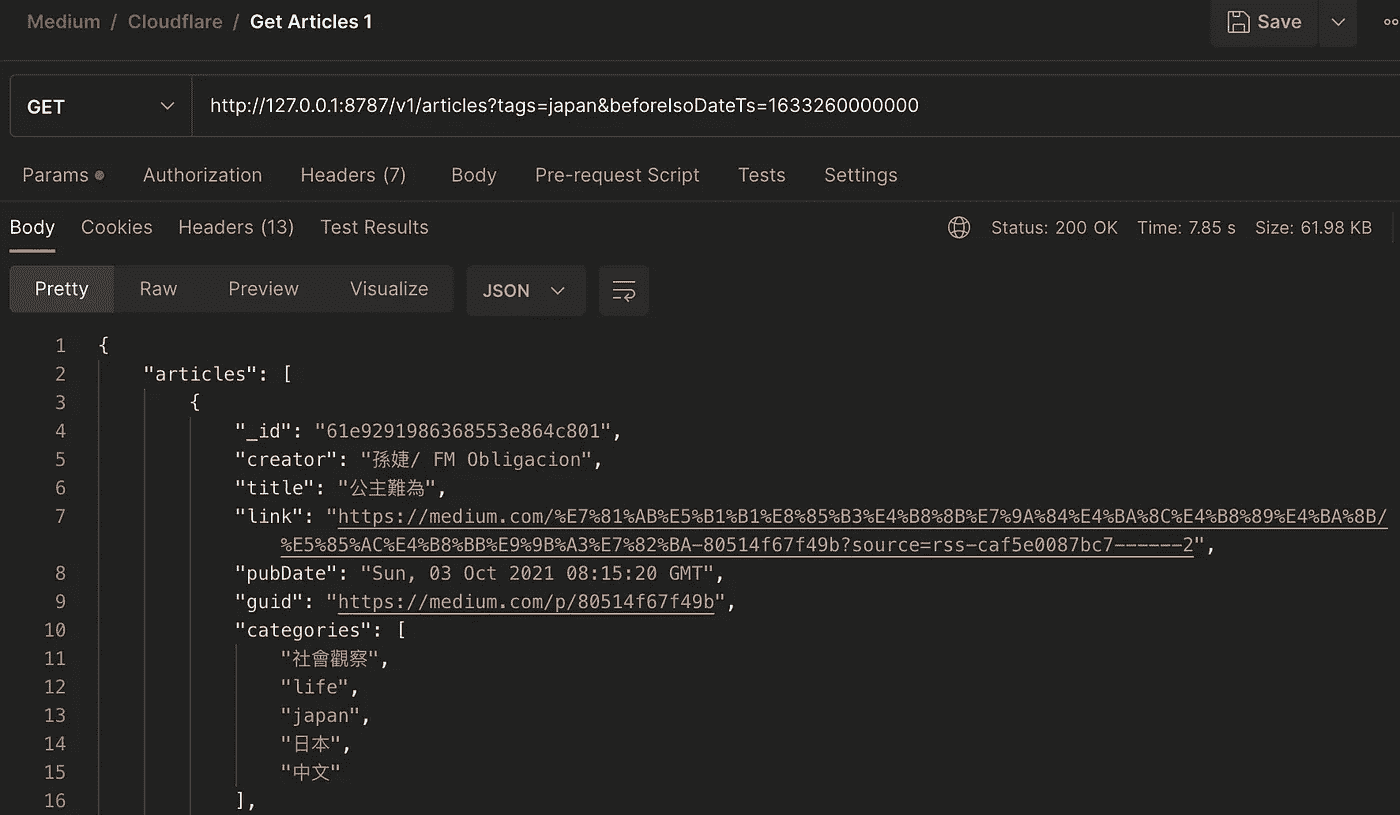 Medium / Cloudflare / Get Articles 1
Save
GET
http://127.0.0.1:8787/v1/articles?tags=japan&beforeIsoDateTs=1633260000000
Params Authorization Headers (7) Body Pre-request Script Tests Settings
Body Cookies Headers (13) Test Results Status: 200 OK Time: 7.85 s Size: 61.98 KB
Pretty Raw Preview Visualize JSON
1 {
2 "articles": [
3 {
4 "_id": "61e9291986368553e864c801",
5 "creator": "孫婕/ FM Obligacion",
6 "title": "公主難為",
7 "link": "https://medium.com/%E7%81%AB%E5%B1%B1%E8%85%B3%E4%B8%8B%E7%9A%84%E4%BA%8C%E4%B8%89%E4%BA%8B/
%E5%85%AC%E4%B8%BB%E9%9B%A3%E7%82%BA-80514f67f49b?source=rss-caf5e0087bc7------2",
8 "pubDate": "Sun, 03 Oct 2021 08:15:20 GMT",
9 "guid": "https://medium.com/p/80514f67f49b",
10 "categories": [
11 "社會觀察",
12 "life",
13 "japan",
14 "日本",
15 "中文"
16 ],